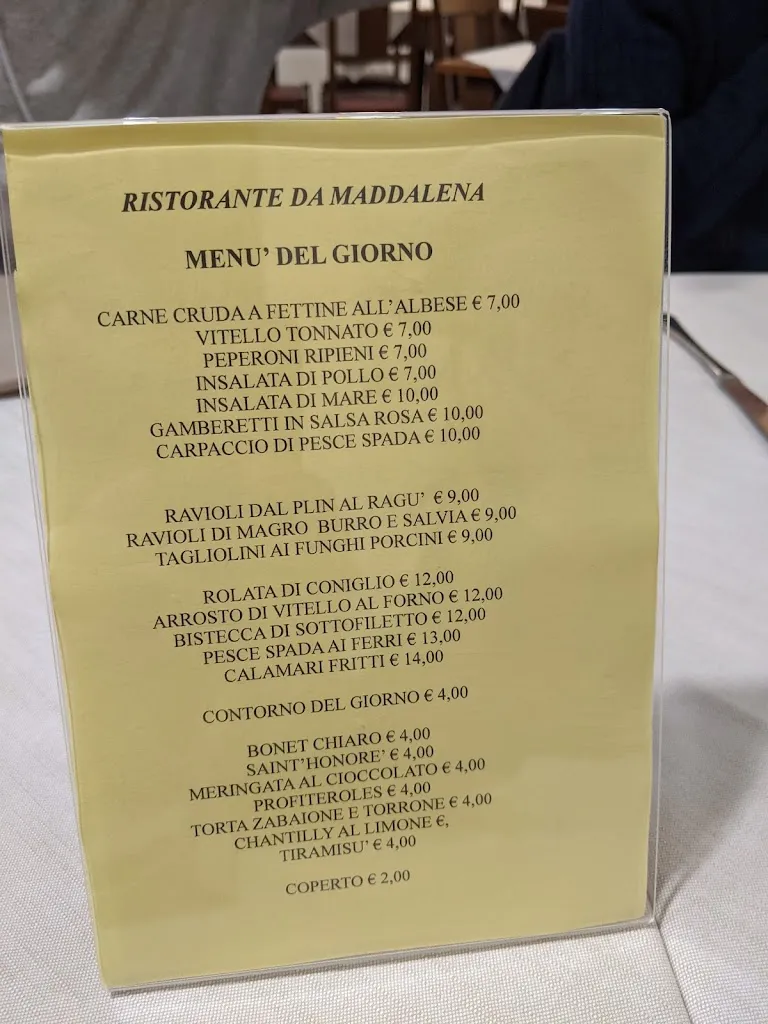 RISTORANTE DA MADDALENA
MENU' DEL GIORNO
CARNE CRUDA A FETTINE ALL'ALBESE € 7,00
VITELLO TONNATO € 7,00
PEPERONI RIPIENI € 7,00
INSALATA DI POLLO € 7,00
INSALATA DI MARE € 10,00
GAMBERETTI IN SALSA ROSA € 10,00
CARPACCIO DI PESCE SPADA € 10,00
RAVIOLI DAL PLIN AL RAGU' € 9,00
RAVIOLI DI MAGRO BURRO E SALVIA € 9,00
TAGLIOLINI AI FUNGHI PORCINI € 9,00
ROLATA DI CONIGLIO € 12,00
ARROSTO DI VITELLO AL FORNO € 12,00
BISTECCA DI SOTTOFILETTO € 12,00
PESCE SPADA AI FERRI € 13,00
CALAMARI FRITTI € 14,00
CONTORNO DEL GIORNO € 4,00
BONET CHIARO € 4,00
SAINT'HONORE' € 4,00
MERINGATA AL CIOCCOLATO € 4,00
PROFITEROLES € 4,00
TORTA ZABAIONE E TORRONE € 4,00
CHANTILLY AL LIMONE €,
TIRAMISU' € 4,00
COPERTO € 2,00